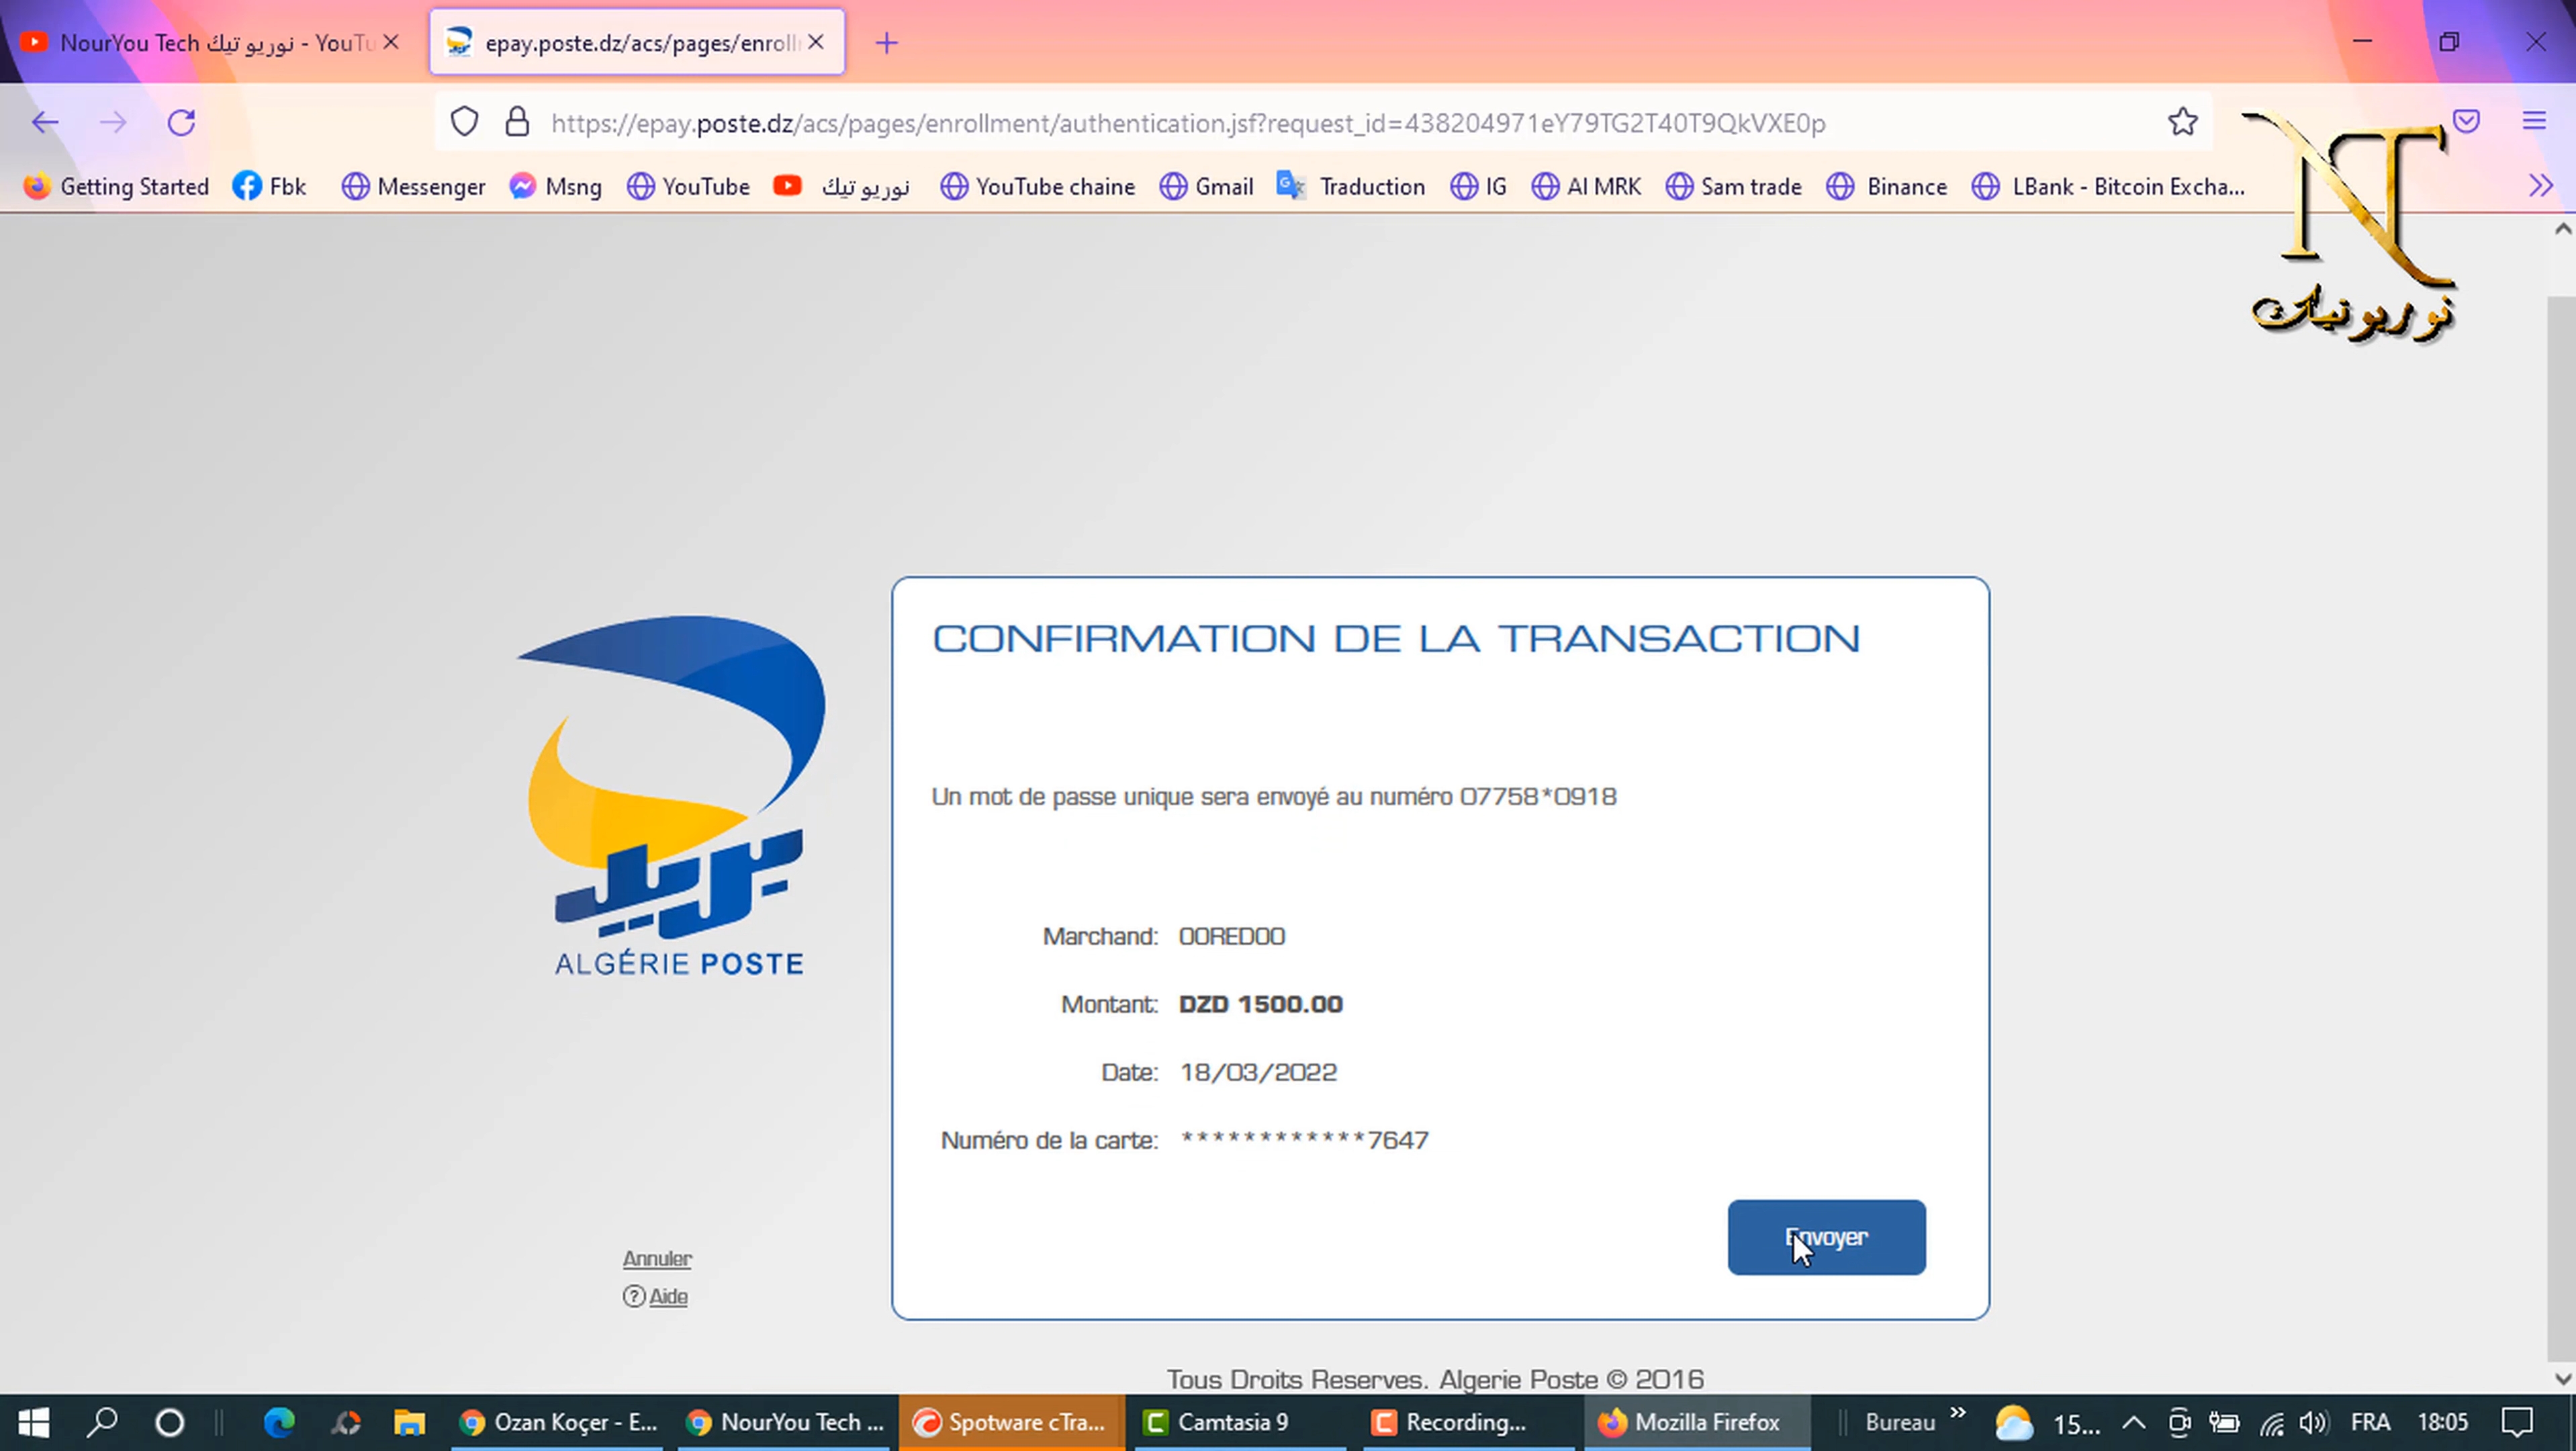 NourYou Tech نوريو تيك - YouTu
epay.poste.dz/acs/pages/enroll
https://epay.poste.dz/acs/pages/enrollment/authentication.jsf?request_id=438204971eY79TG2T40T9QkVXE0p
Getting Started Fbk Messenger Msng YouTube نوريو تيك YouTube chaine Gmail Traduction IG AI MRK Sam trade Binance LBank - Bitcoin Excha...
NT
نوريو تيك
CONFIRMATION DE LA TRANSACTION
Un mot de passe unique sera envoyé au numéro 07758*0918
Marchand: OOREDOO
Montant: DZD 1500.00
Date: 18/03/2022
Numéro de la carte: ************7647
Envoyer
بريد
ALGÉRIE POSTE
Annuler
? Aide
Tous Droits Reserves. Algerie Poste © 2016
Ozan Koçer - E... NourYou Tech ... Spotware cTra... Camtasia 9 Recording... Mozilla Firefox Bureau 15... FRA 18:05